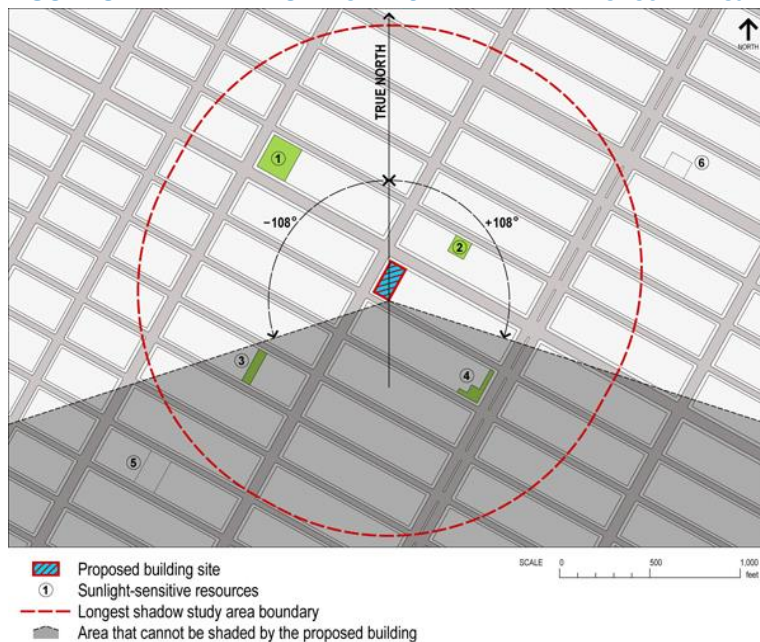 TRUE NORTH
NORTH
1
6
-108°
+108°
2
3
4
5
Proposed building site
1 Sunlight-sensitive resources
Longest shadow study area boundary
Area that cannot be shaded by the proposed building
SCALE 0 500 1,000
feet